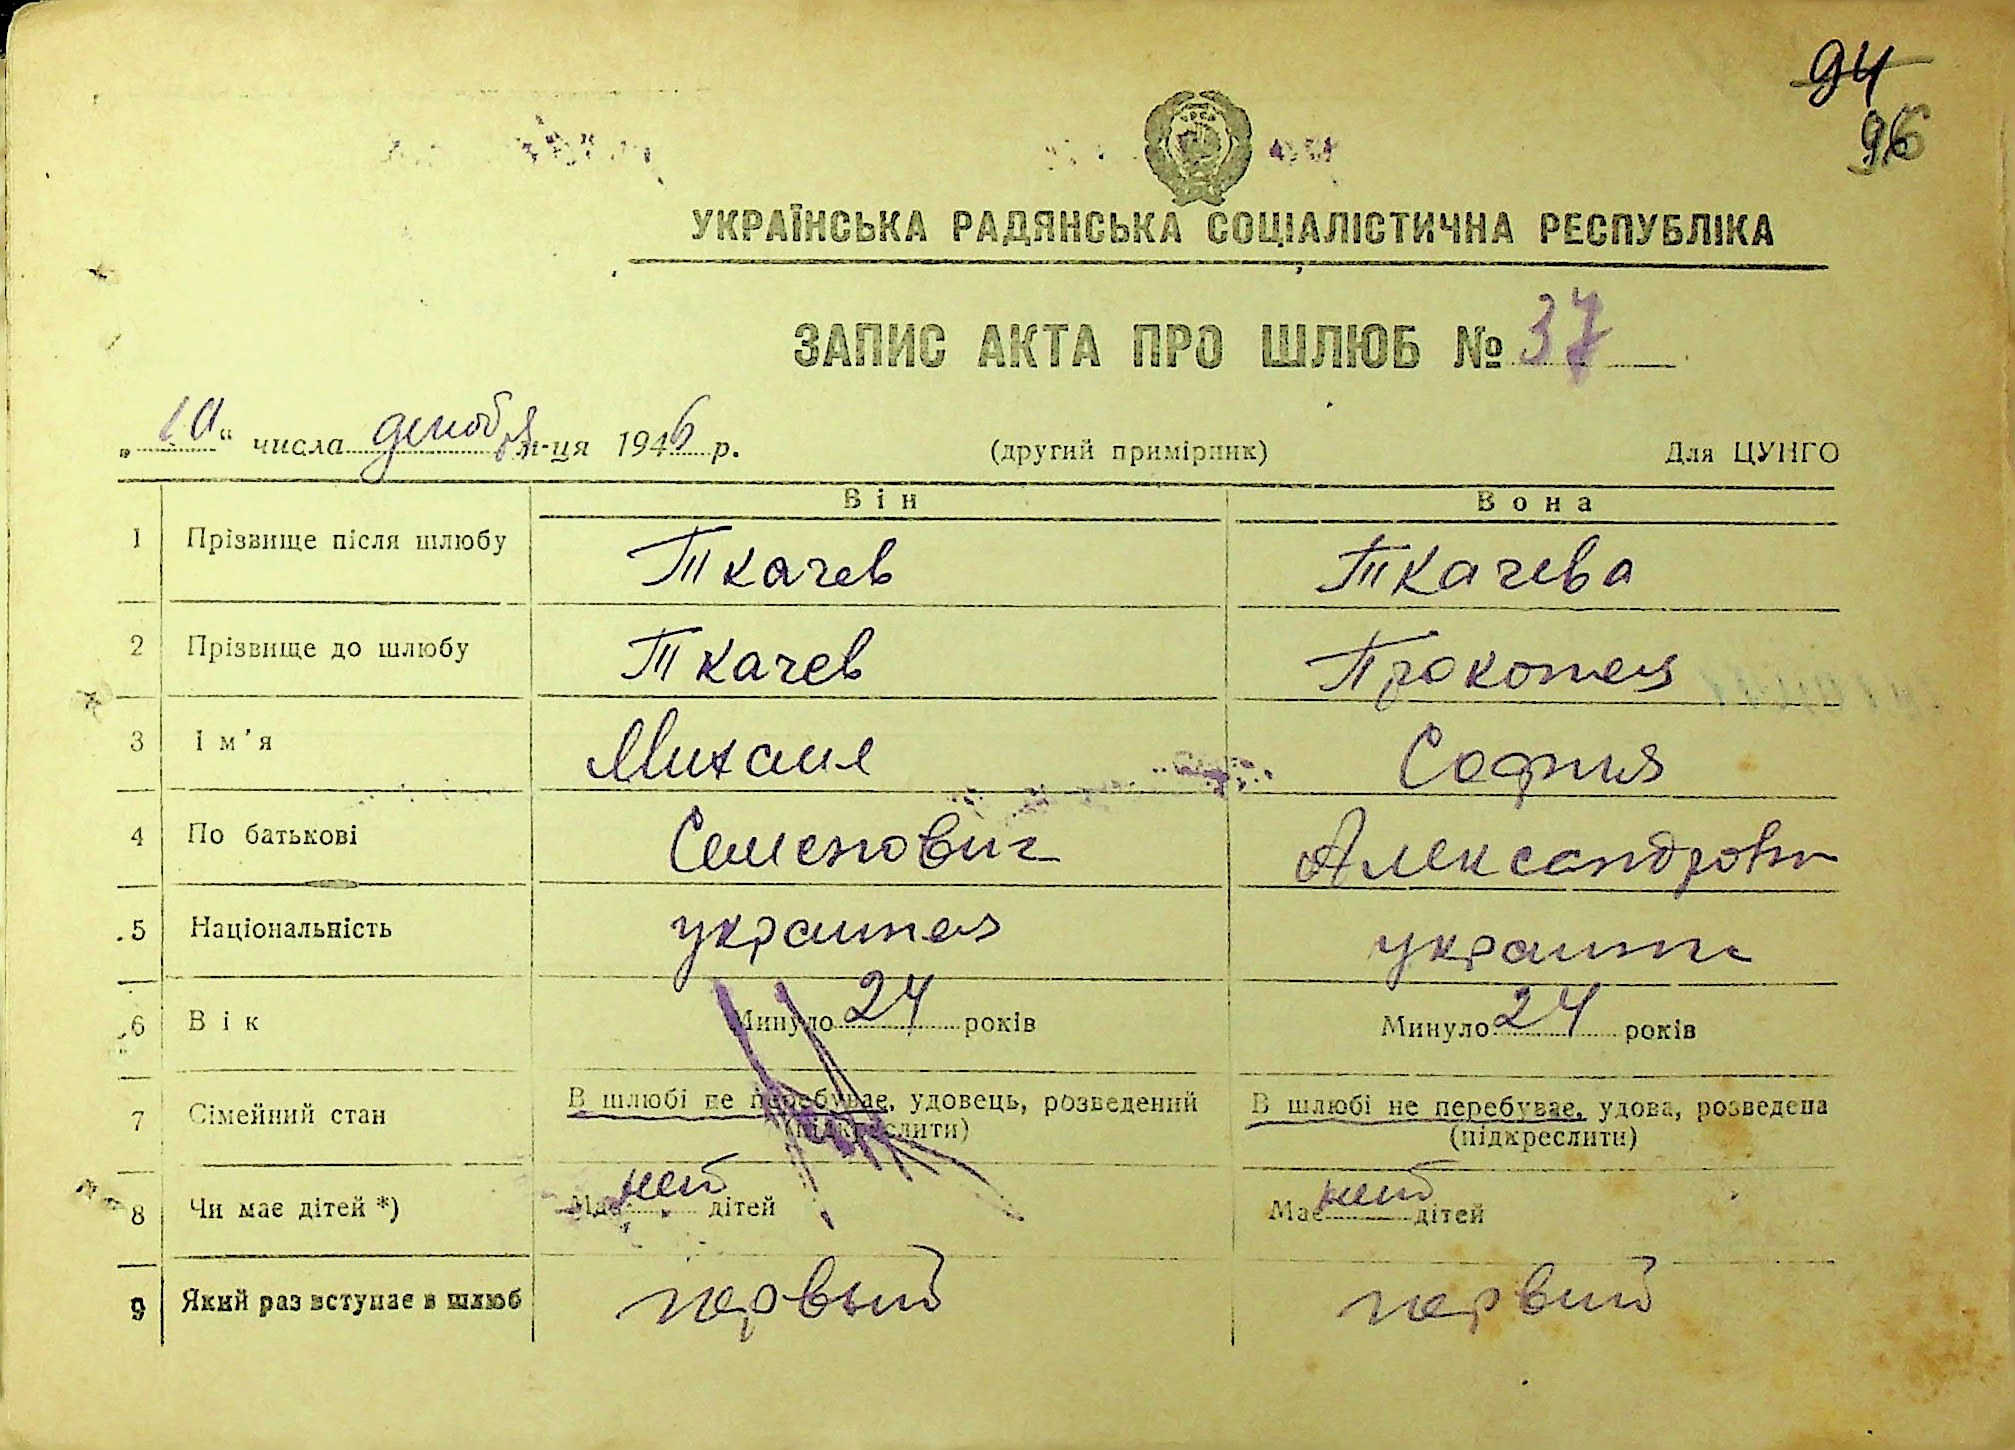 94
96
УКРАЇНСЬКА РАДЯНСЬКА СОЦІАЛІСТИЧНА РЕСПУБЛІКА
ЗАПИС АКТА ПРО ШЛЮБ № 37
„10“ числа декабря м-ця 1946 р. (другий примірник) Для ЦУНГО
Він Вона
1 Прізвище після шлюбу Ткачев Ткачева
2 Прізвище до шлюбу Ткачев Прокопец
3 Ім'я Михаил София
4 По батькові Семенович Александровн
5 Національність украинец украинк
6 Вік Минуло 24 років Минуло 24 років
7 Сімейний стан В шлюбі не перебуває, удовець, розведений В шлюбі не перебуває, удова, розведена
(підкреслити) (підкреслити)
8 Чи має дітей *) Має нет дітей Має нет дітей
9 Який раз вступає в шлюб первый первый